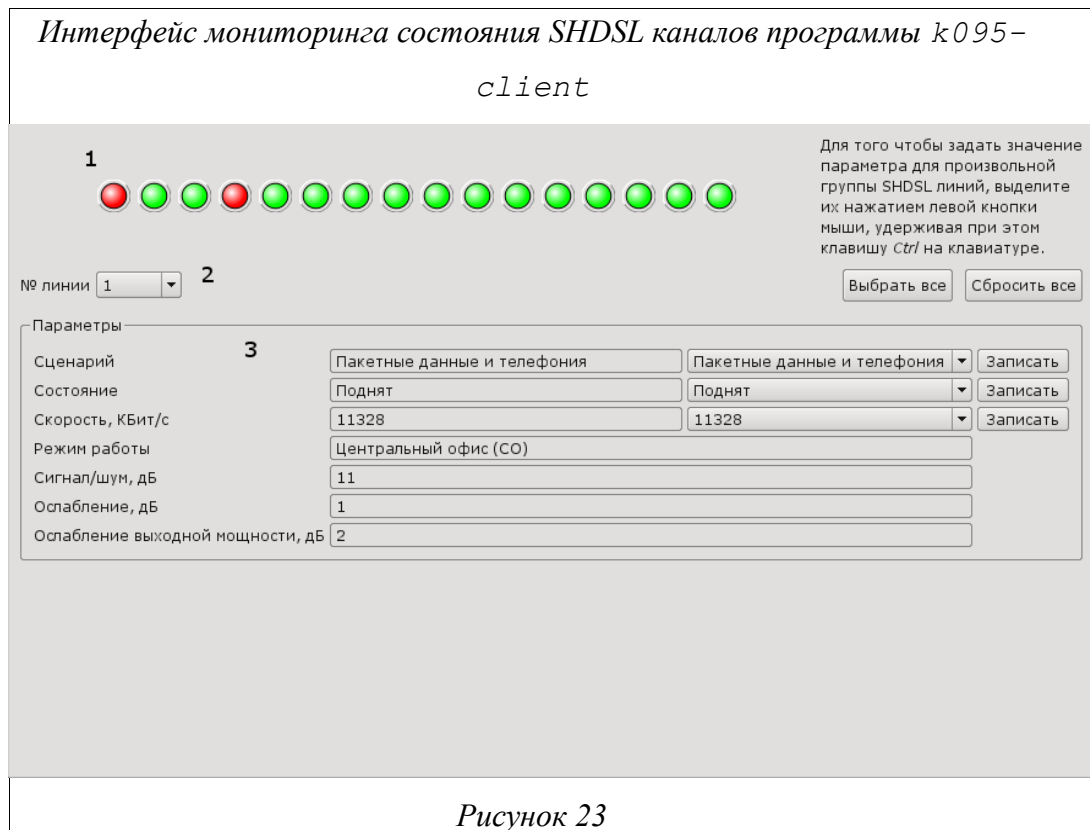 Интерфейс мониторинга состояния SHDSL каналов программы k095-
client
Для того чтобы задать значение
параметра для произвольной
группы SHDSL линий, выделите
их нажатием левой кнопки
мыши, удерживая при этом
клавишу Ctrl на клавиатуре.
1
№ линии 1 2 Выбрать все Сбросить все
Параметры
3
Сценарий Пакетные данные и телефония Пакетные данные и телефония Записать
Состояние Поднят Поднят Записать
Скорость, КБит/с 11328 11328 Записать
Режим работы Центральный офис (CO)
Сигнал/шум, дБ 11
Ослабление, дБ 1
Ослабление выходной мощности, дБ 2
Рисунок 23